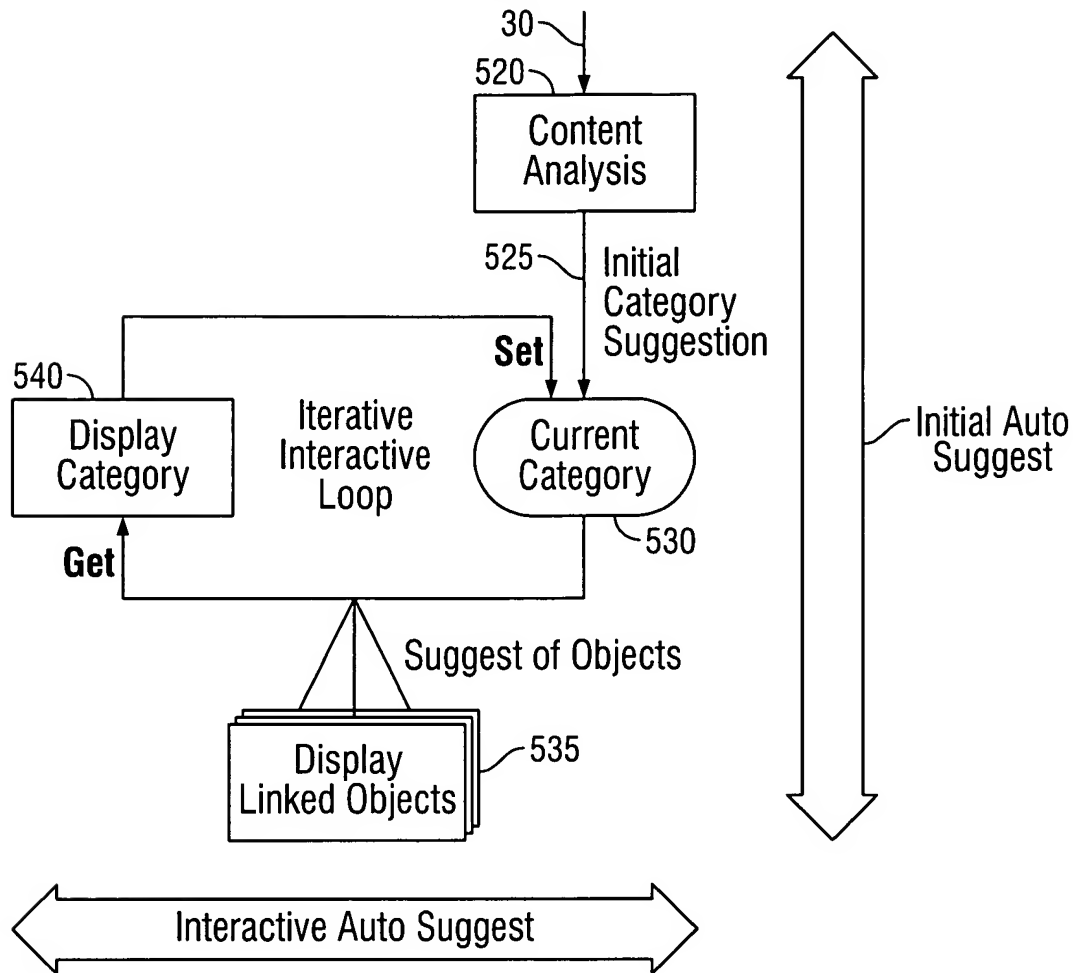 30
520
Content
Analysis
525
Initial
Category
Suggestion
Set
540
Display
Category
Iterative
Interactive
Loop
Current
Category
Initial Auto
Suggest
530
Get
Suggest of Objects
535
Display
Linked Objects
Interactive Auto Suggest